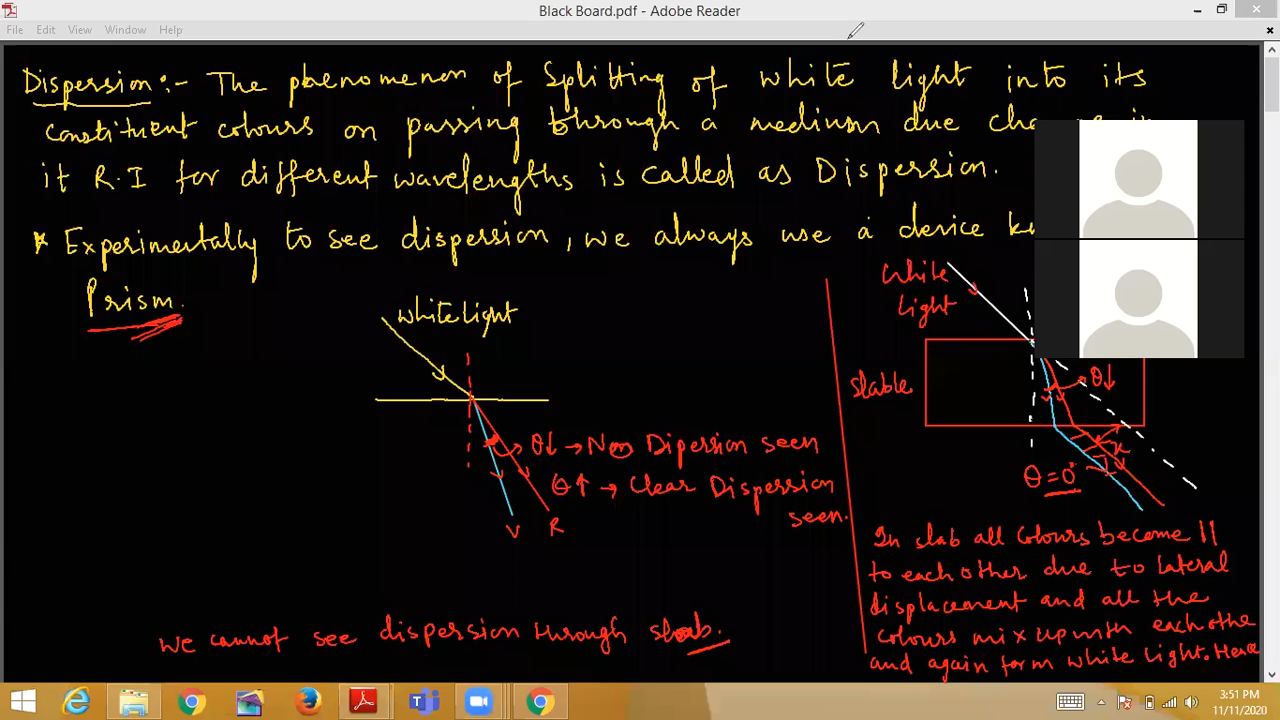 Black Board.pdf - Adobe Reader
File Edit View Window Help
Dispersion:- The phenomenon of Splitting of white light into its
constituent colours on passing through a medium due
it R.I for different wavelengths is called as Dispersion.
* Experimentally to see dispersion, we always use a device
Prism.
white light
θ↓ → Non Dipersion seen
θ↑ → Clear Dispersion
seen.
V R
we cannot see dispersion through slab.
White
light
slable
θ↓
x
θ = 0°
In slab all colours become ||
to each other due to lateral
displacement and all the
colours mix up with each othe
and again form white light. Hence
3:51 PM
11/11/2020